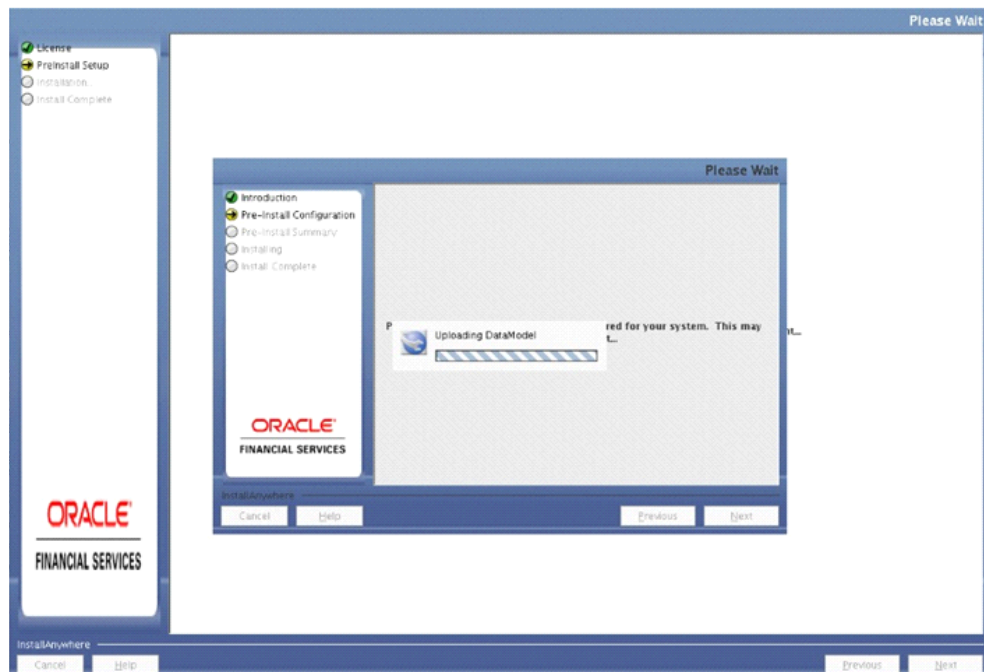 Please Wait
License
PreInstall Setup
Installation...
Install Complete
Please Wait
Introduction
Pre-Install Configuration
Pre-Install Summary
Installing
Install Complete
P
red for your system. This may
t...
nt...
Uploading DataModel
ORACLE
FINANCIAL SERVICES
InstallAnywhere
Cancel
Help
Previous
Next
ORACLE
FINANCIAL SERVICES
InstallAnywhere
Cancel
Help
Previous
Next